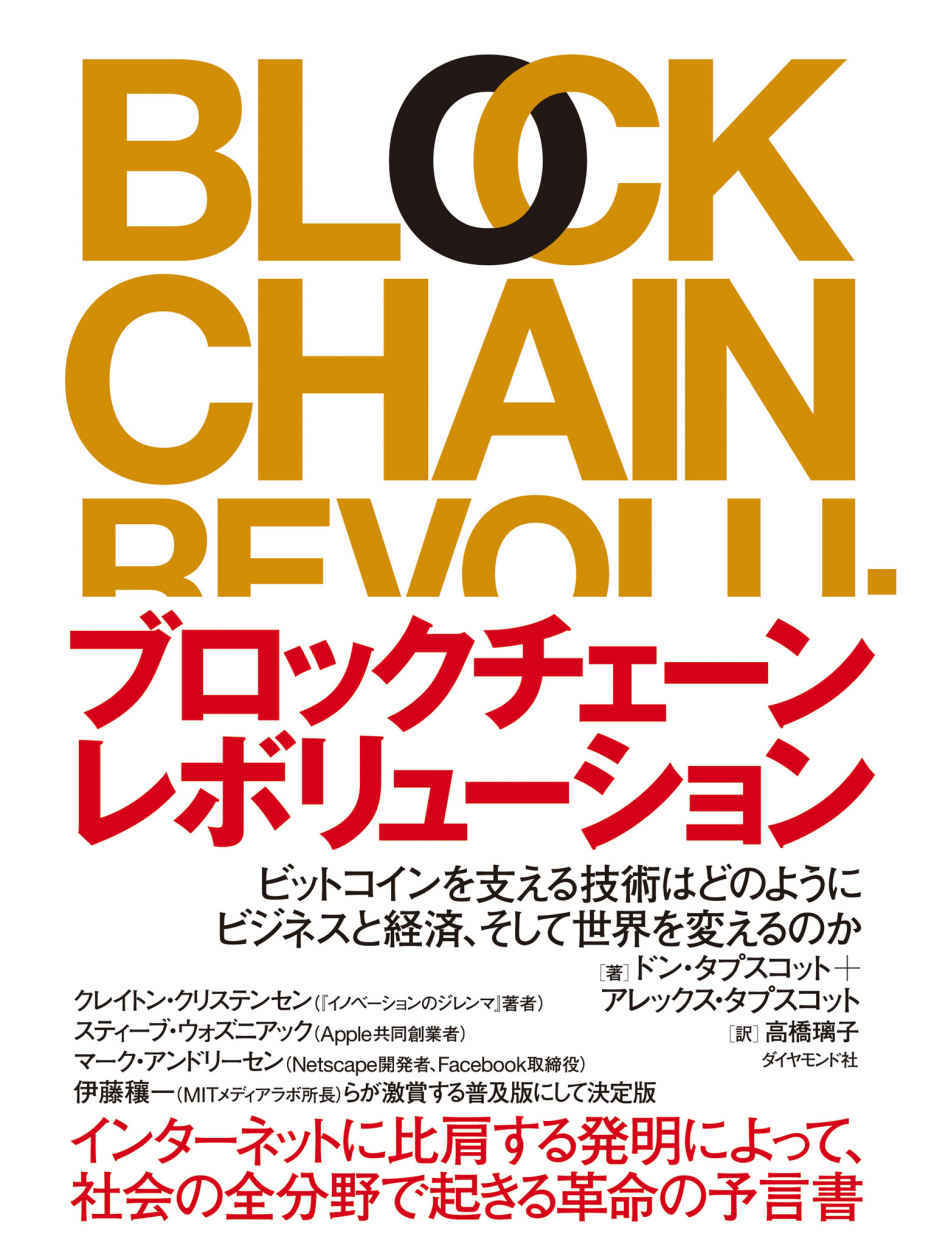 BLOCK
CHAIN
REVOLU-
ブロックチェーン
レボリューション
ビットコインを支える技術はどのように
ビジネスと経済、そして世界を変えるのか
[著]ドン・タプスコット+
アレックス・タプスコット
[訳]高橋璃子
ダイヤモンド社
クレイトン・クリステンセン(『イノベーションのジレンマ』著者)
スティーブ・ウォズニアック(Apple共同創業者)
マーク・アンドリーセン(Netscape開発者、Facebook取締役)
伊藤穰一(MITメディアラボ所長)らが激賞する普及版にして決定版
インターネットに比肩する発明によって、
社会の全分野で起きる革命の予言書